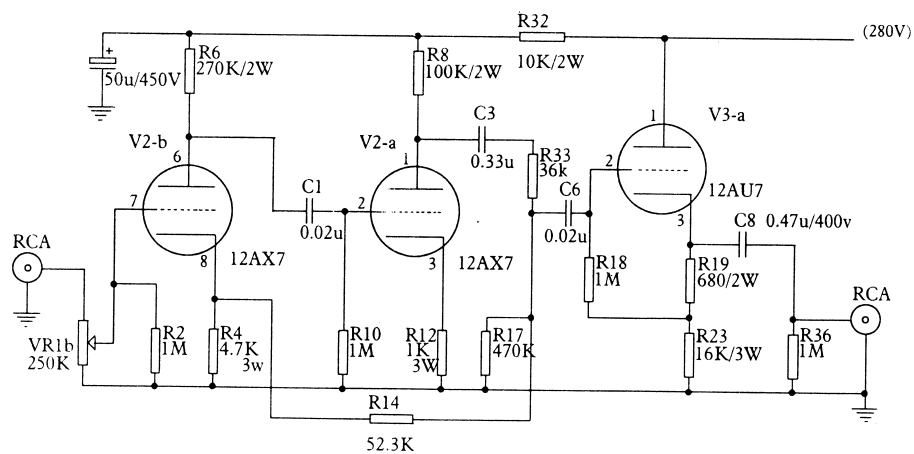 R32
(280V)
10K/2W
+
50u/450V
R6
270K/2W
R8
100K/2W
C3
0.33u
V3-a
1
V2-b
6
V2-a
1
R33
36k
2
12AU7
3
7
C1
0.02u
2
C6
0.02u
8
12AX7
3
12AX7
C8
0.47u/400v
RCA
R18
1M
R19
680/2W
RCA
VR1b
250K
R2
1M
R4
4.7K
3w
R10
1M
R12
1K
3W
R17
470K
R23
16K/3W
R36
1M
R14
52.3K